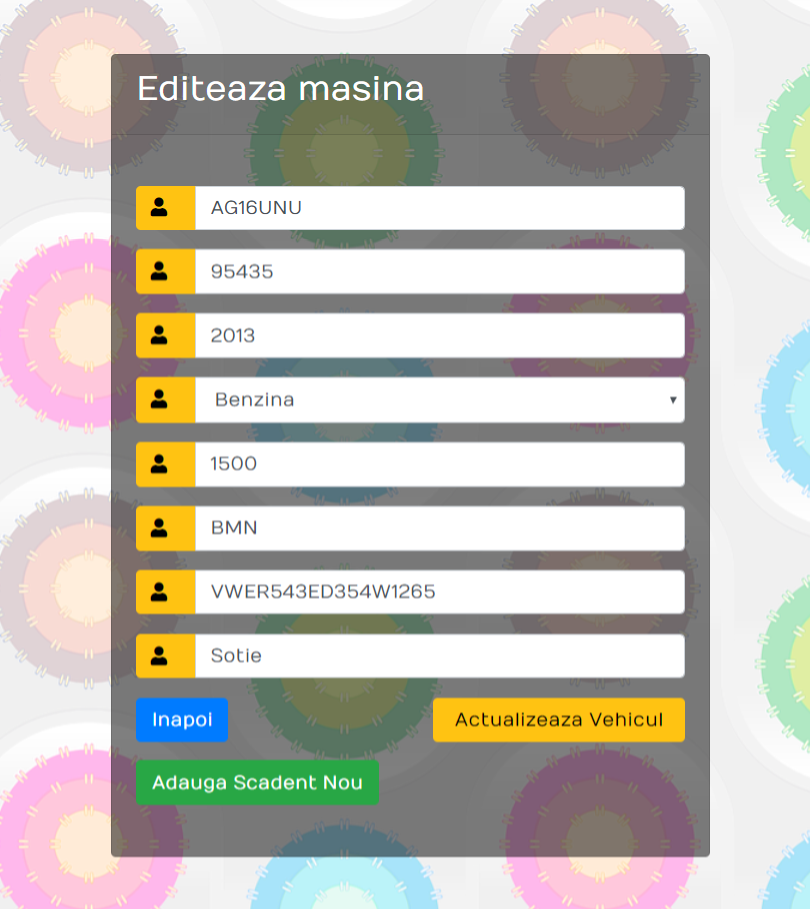 Editeaza masina
AG16UNU
95435
2013
Benzina
1500
BMN
VWER543ED354W1265
Sotie
Inapoi
Actualizeaza Vehicul
Adauga Scadent Nou